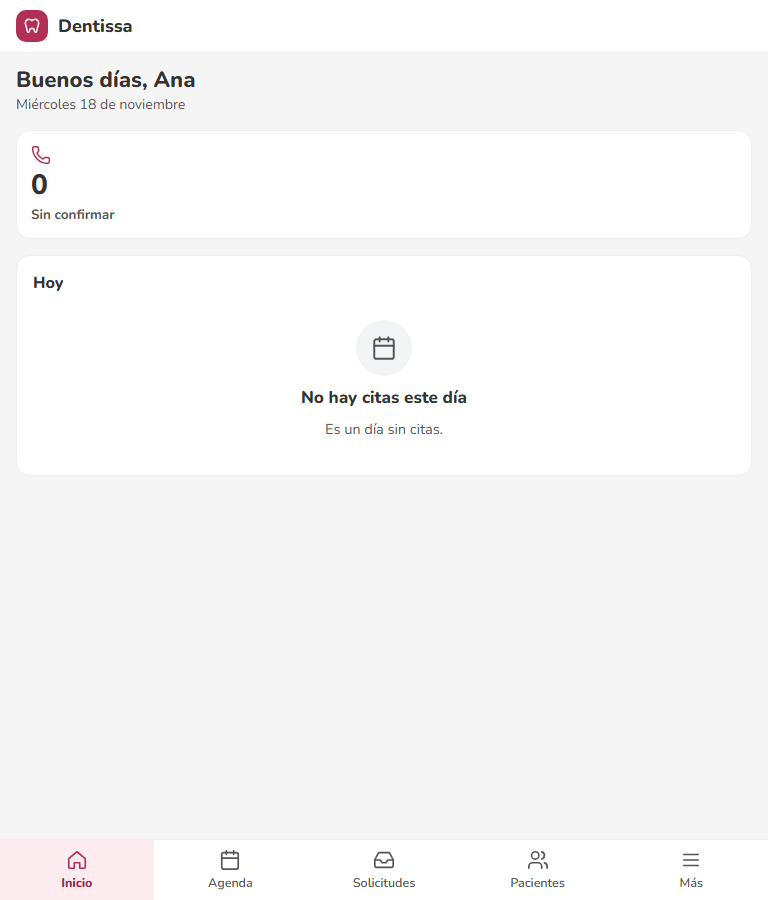 Dentissa
Buenos días, Ana
Miércoles 18 de noviembre
0
Sin confirmar
Hoy
No hay citas este día
Es un día sin citas.
Inicio
Agenda
Solicitudes
Pacientes
Más